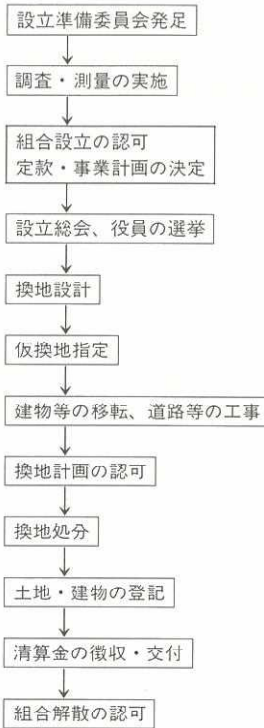 設立準備委員会発足
調査・測量の実施
組合設立の認可
定款・事業計画の決定
設立総会、役員の選挙
換地設計
仮換地指定
建物等の移転、道路等の工事
換地計画の認可
換地処分
土地・建物の登記
清算金の徴収・交付
組合解散の認可